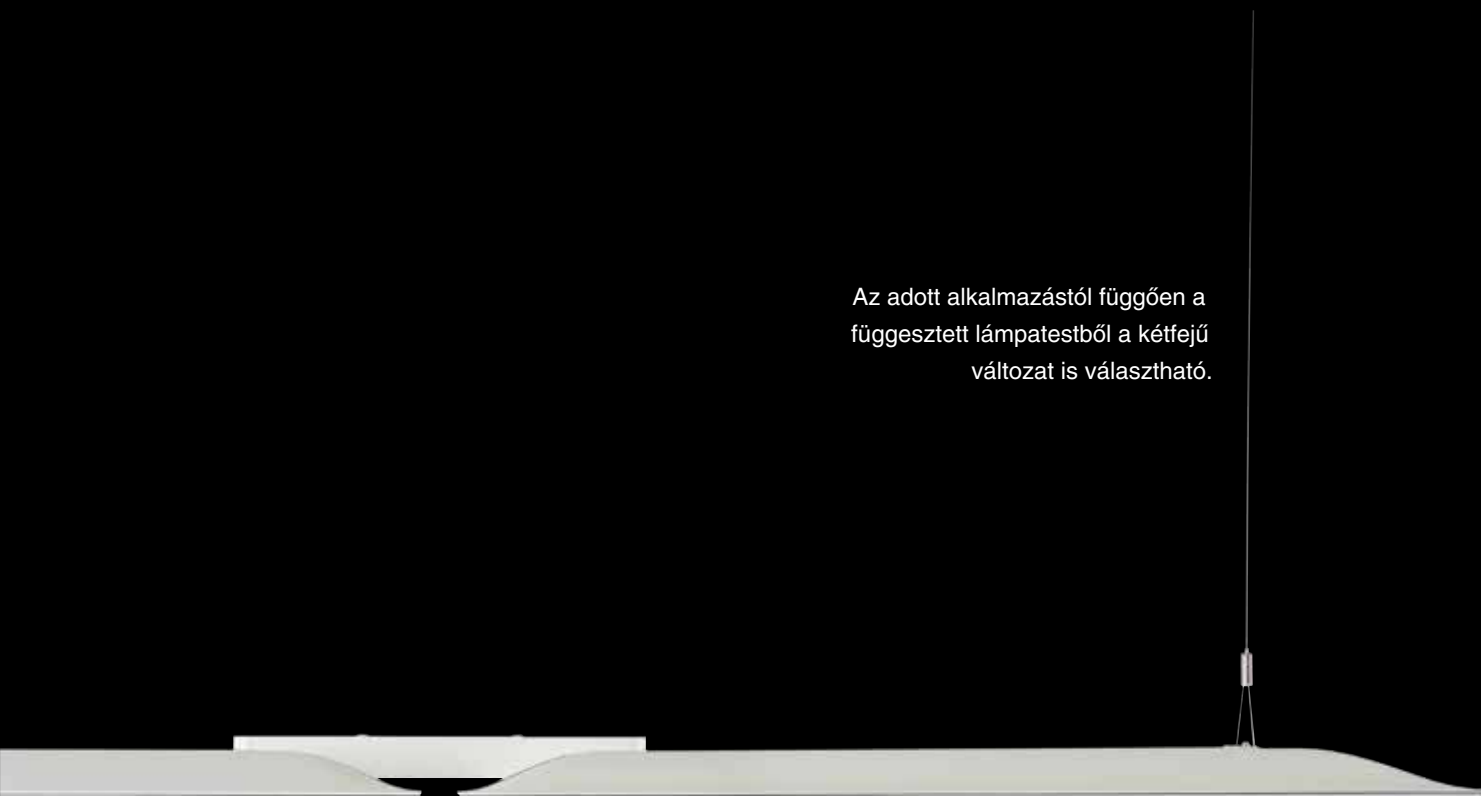 Az adott alkalmazástól függően a
függesztett lámpatestből a kétfejű
változat is választható.